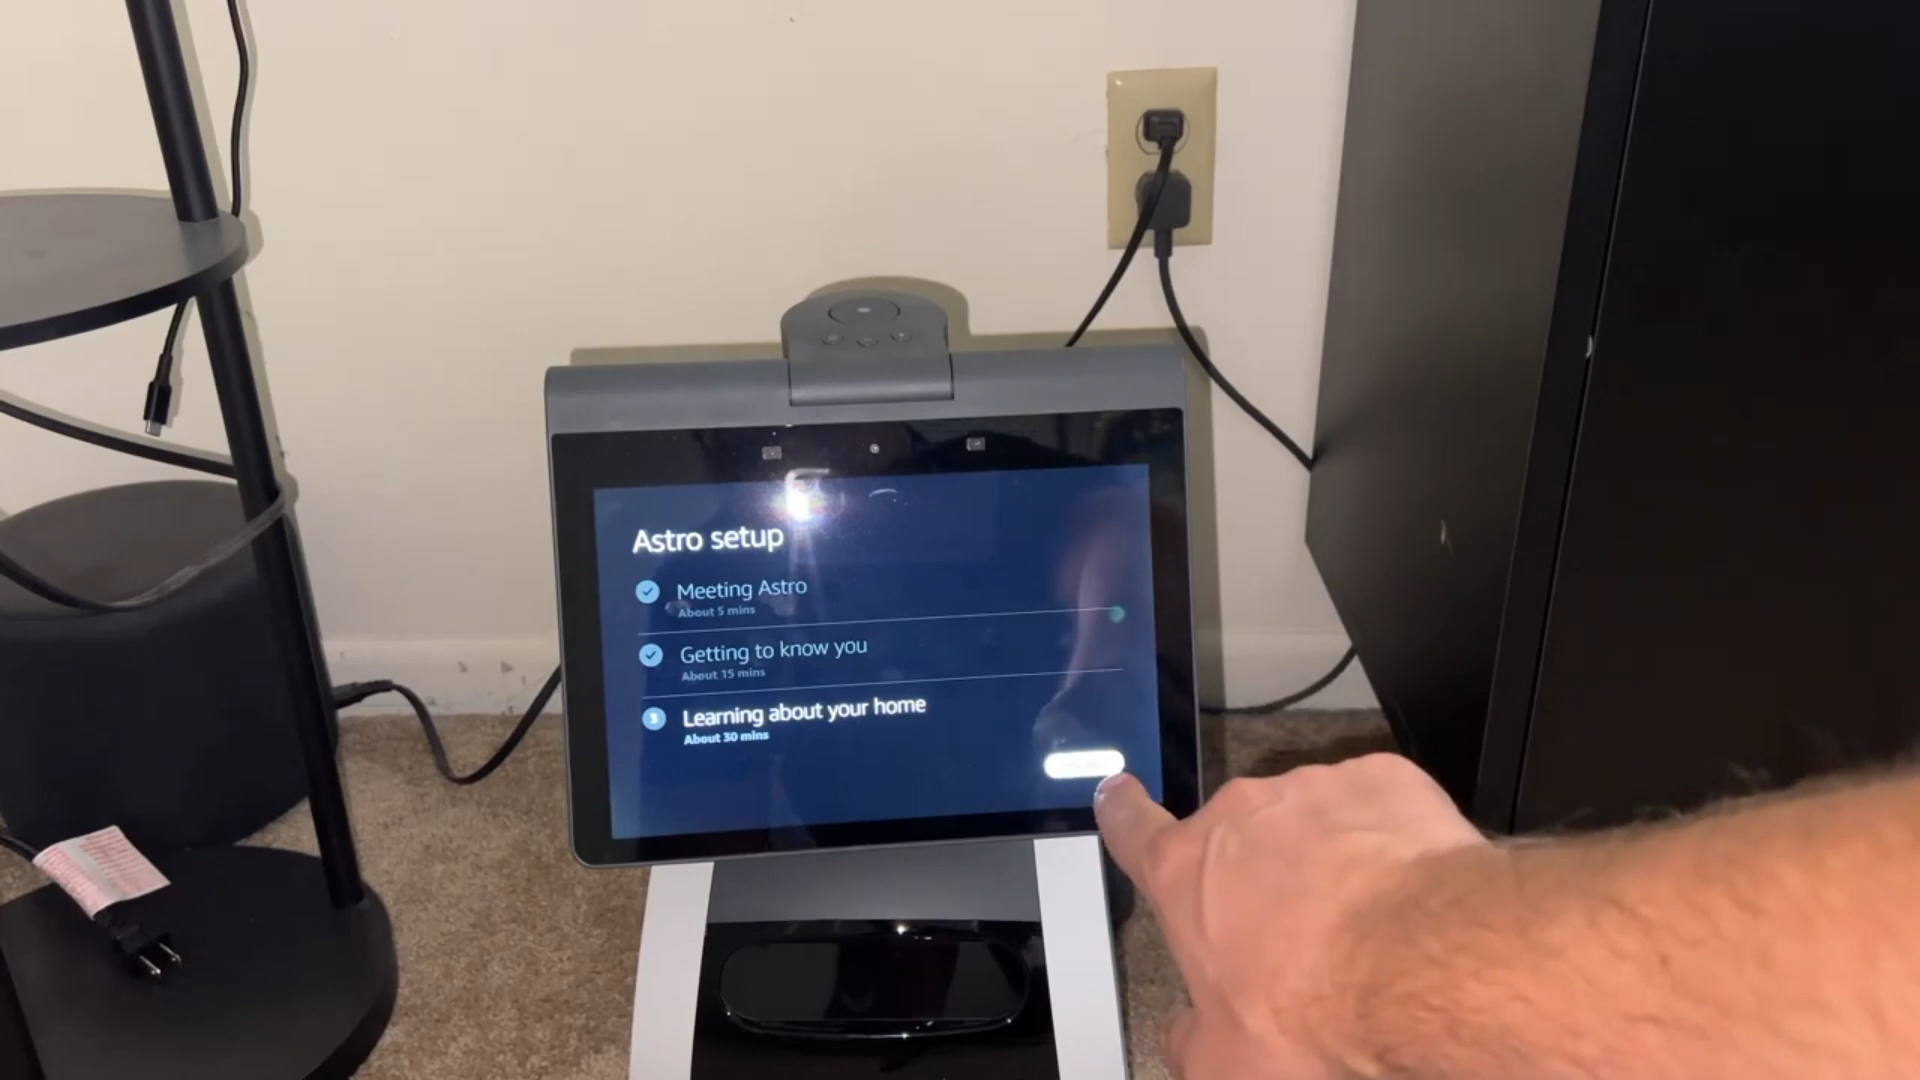 Astro setup
Meeting Astro
About 5 mins
Getting to know you
About 15 mins
3
Learning about your home
About 30 mins